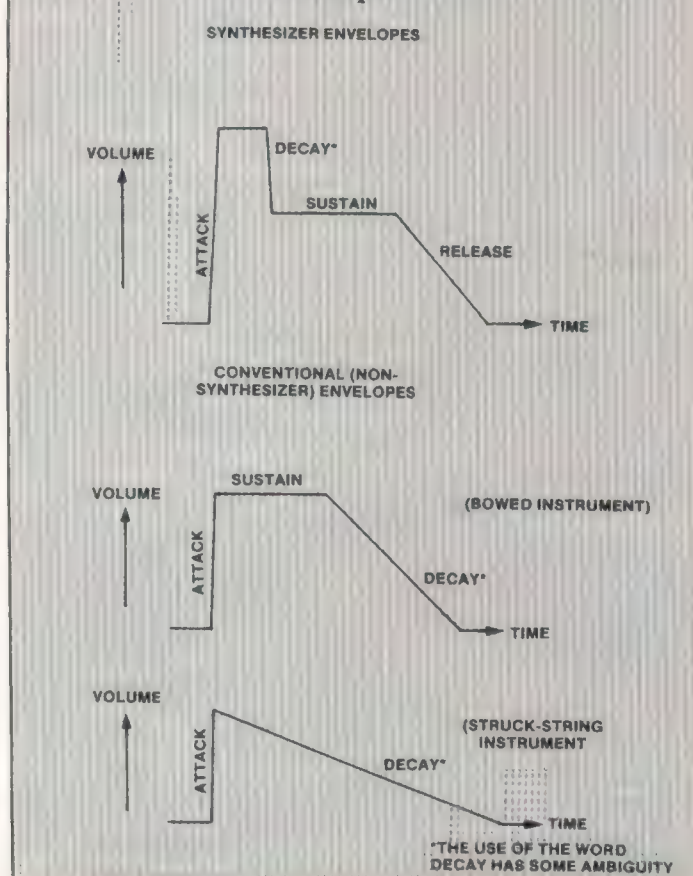 SYNTHESIZER ENVELOPES
VOLUME
DECAY*
SUSTAIN
ATTACK
RELEASE
TIME
CONVENTIONAL (NON-
SYNTHESIZER) ENVELOPES
SUSTAIN
VOLUME
(BOWED INSTRUMENT)
ATTACK
DECAY*
TIME
VOLUME
(STRUCK-STRING
INSTRUMENT
ATTACK
DECAY*
TIME
*THE USE OF THE WORD
DECAY HAS SOME AMBIGUITY